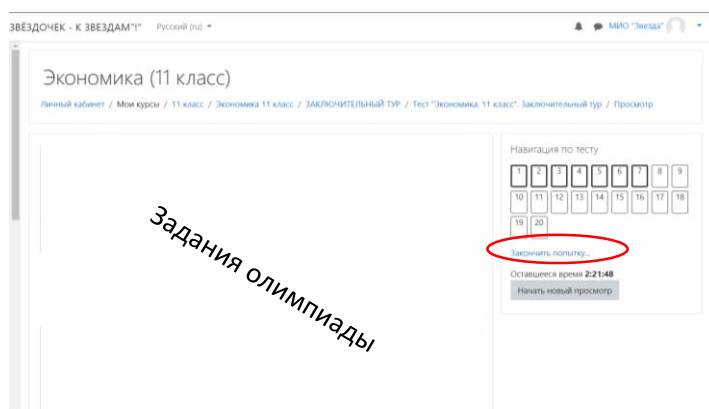 ЗВЁЗДОЧЕК - К ЗВЕЗДАМ"!" Русский (ru) МИО "Звезда"
Экономика (11 класс)
Личный кабинет / Мои курсы / 11 класс / Экономика 11 класс / ЗАКЛЮЧИТЕЛЬНЫЙ ТУР / Тест "Экономика. 11 класс". Заключительный тур / Просмотр
Навигация по тесту
1 2 3 4 5 6 7 8 9
10 11 12 13 14 15 16 17 18
19 20
Закончить попытку...
Оставшееся время 2:21:48
Начать новый просмотр
Задания олимпиады